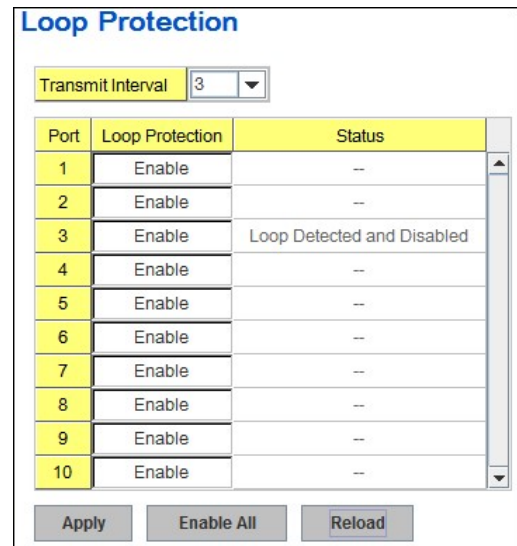 Loop Protection
Transmit Interval 3
Port Loop Protection Status
1 Enable --
2 Enable --
3 Enable Loop Detected and Disabled
4 Enable --
5 Enable --
6 Enable --
7 Enable --
8 Enable --
9 Enable --
10 Enable --
Apply Enable All Reload